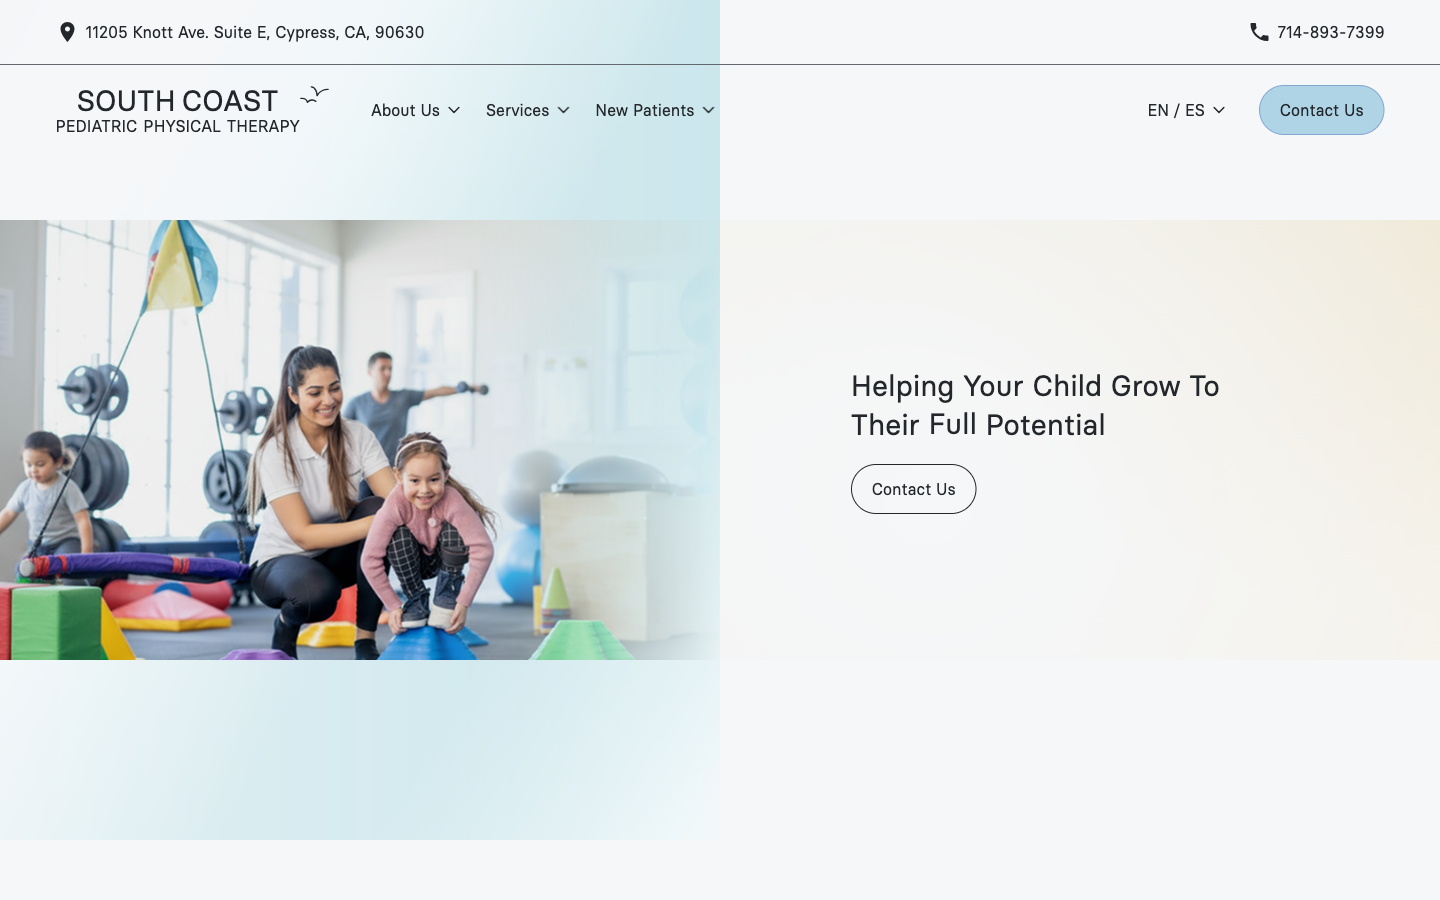 11205 Knott Ave. Suite E, Cypress, CA, 90630
714-893-7399
SOUTH COAST
PEDIATRIC PHYSICAL THERAPY
About Us
Services
New Patients
EN / ES
Contact Us
Helping Your Child Grow To
Their Full Potential
Contact Us